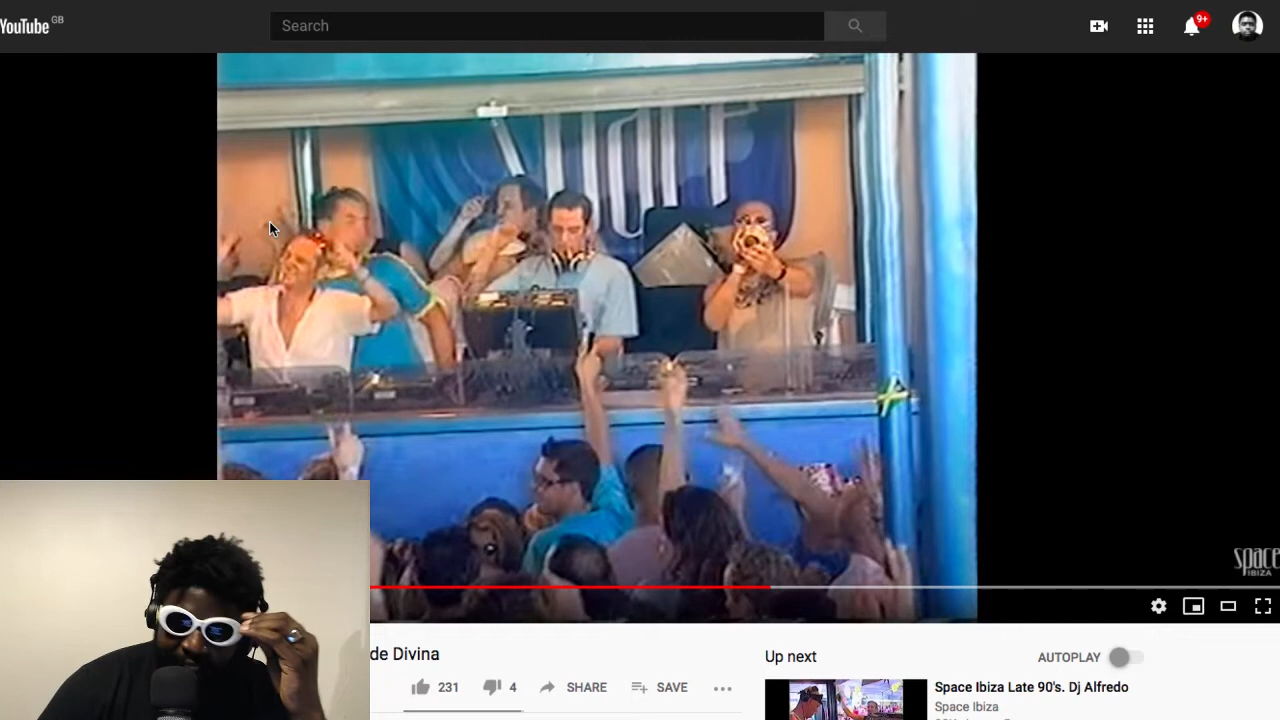 YouTube GB
Search
9+
space
IBIZA
de Divina
231
4
SHARE
SAVE
Up next
AUTOPLAY
Space Ibiza Late 90's. Dj Alfredo
Space Ibiza